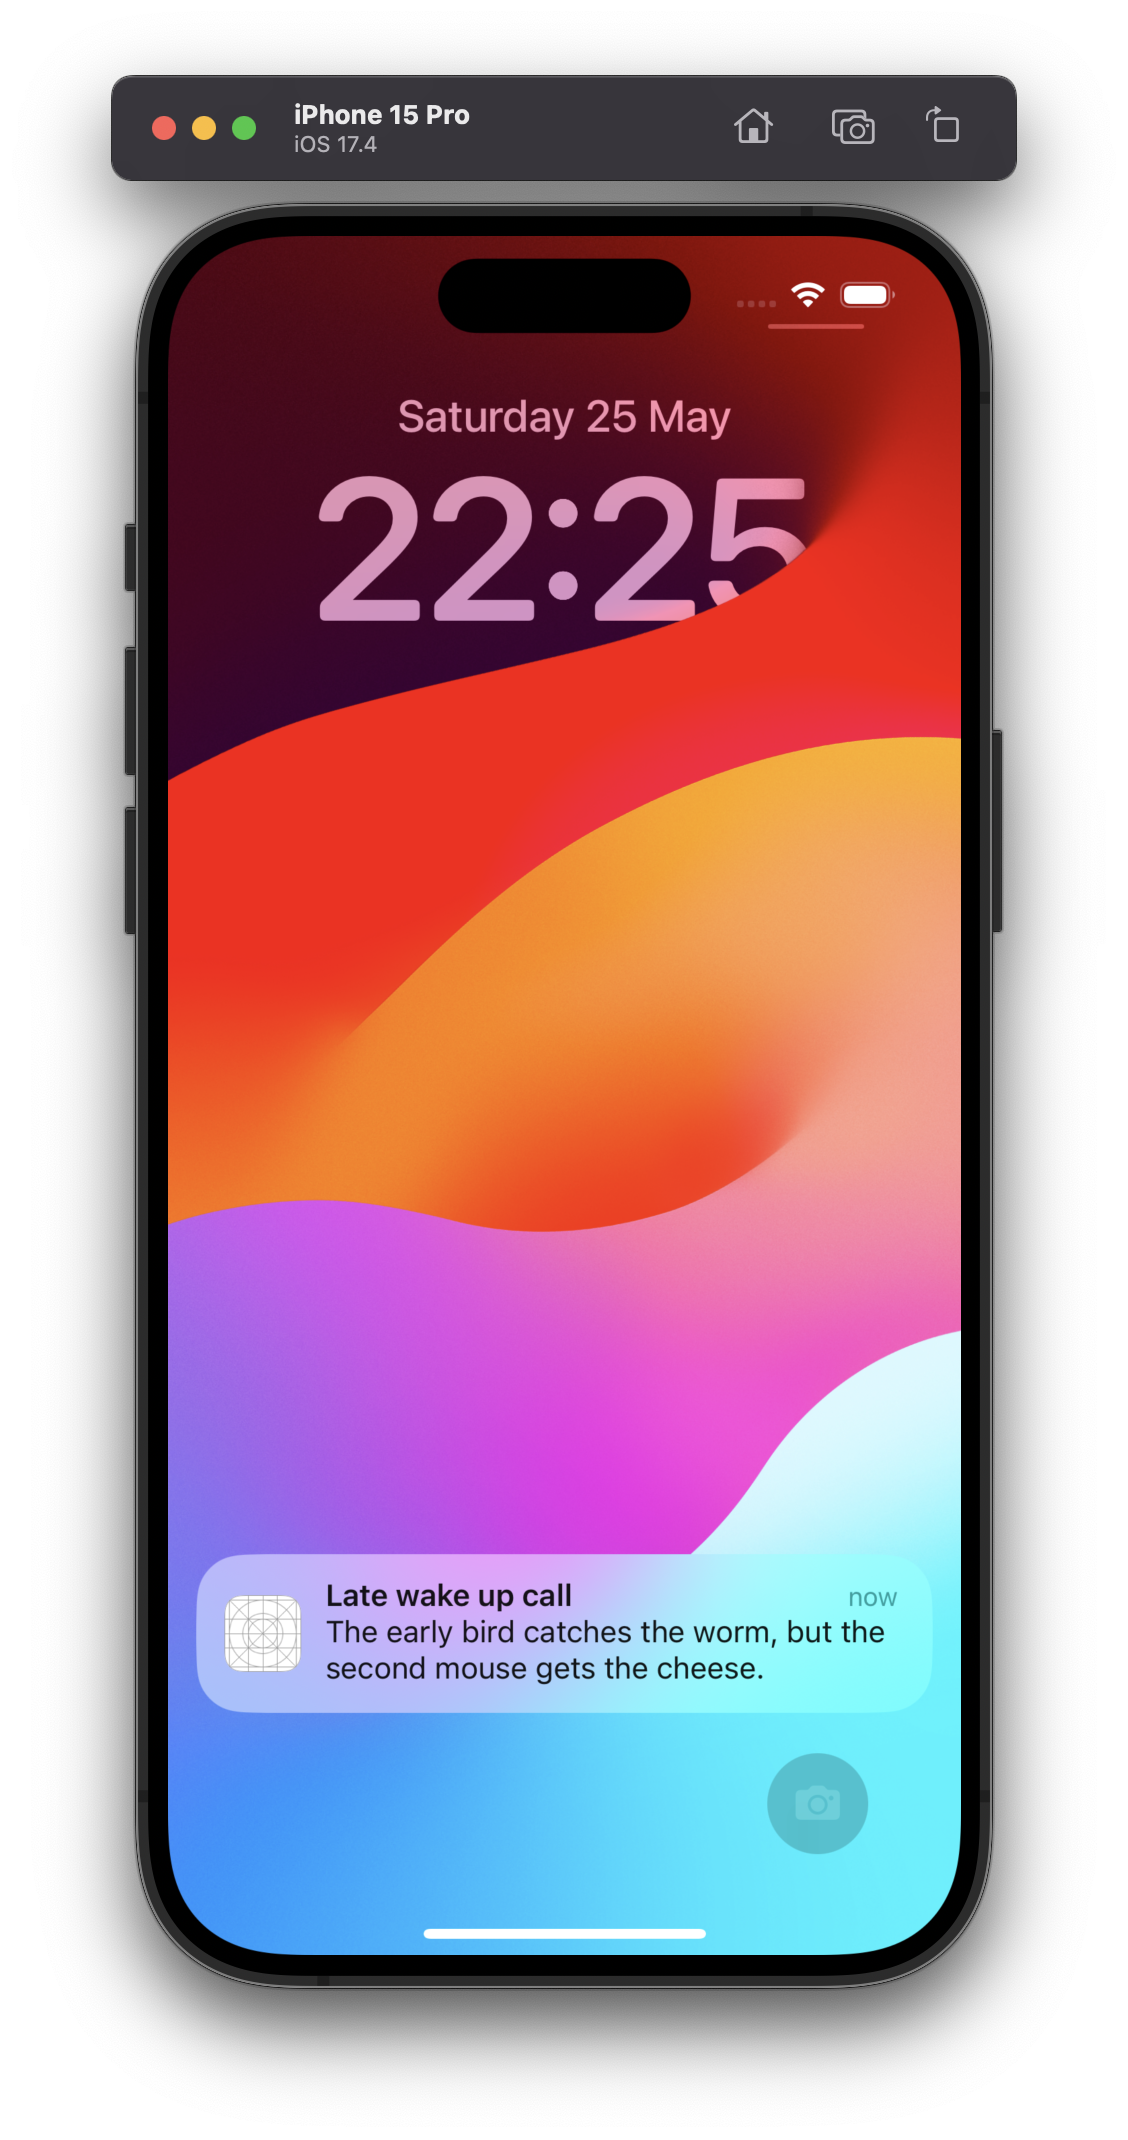 iPhone 15 Pro
iOS 17.4
Saturday 25 May
22:25
Late wake up call
now
The early bird catches the worm, but the
second mouse gets the cheese.